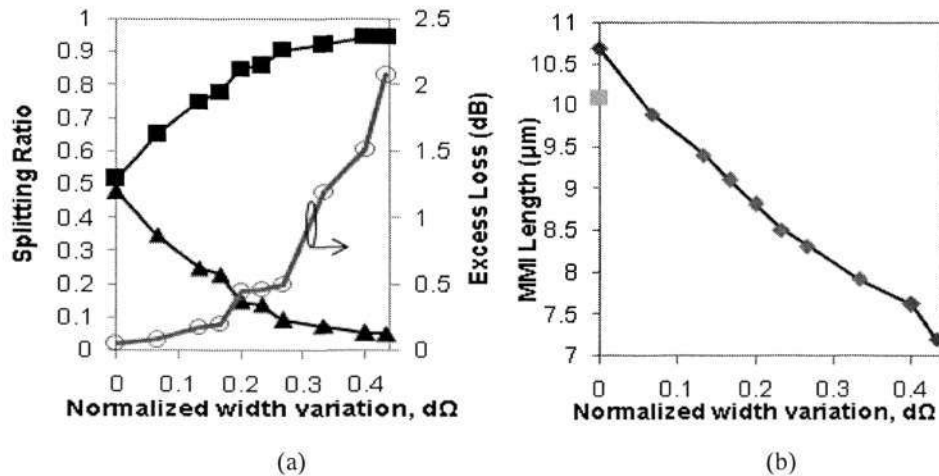 1
0.9
0.8
0.7
0.6
0.5
0.4
0.3
0.2
0.1
0
Splitting Ratio
2.5
2
1.5
1
0.5
0
Excess Loss (dB)
0 0.1 0.2 0.3 0.4
Normalized width variation, dΩ
(a)
11
10.5
10
9.5
9
8.5
8
7.5
7
MMI Length (μm)
0 0.1 0.2 0.3 0.4
Normalized width variation, dΩ
(b)